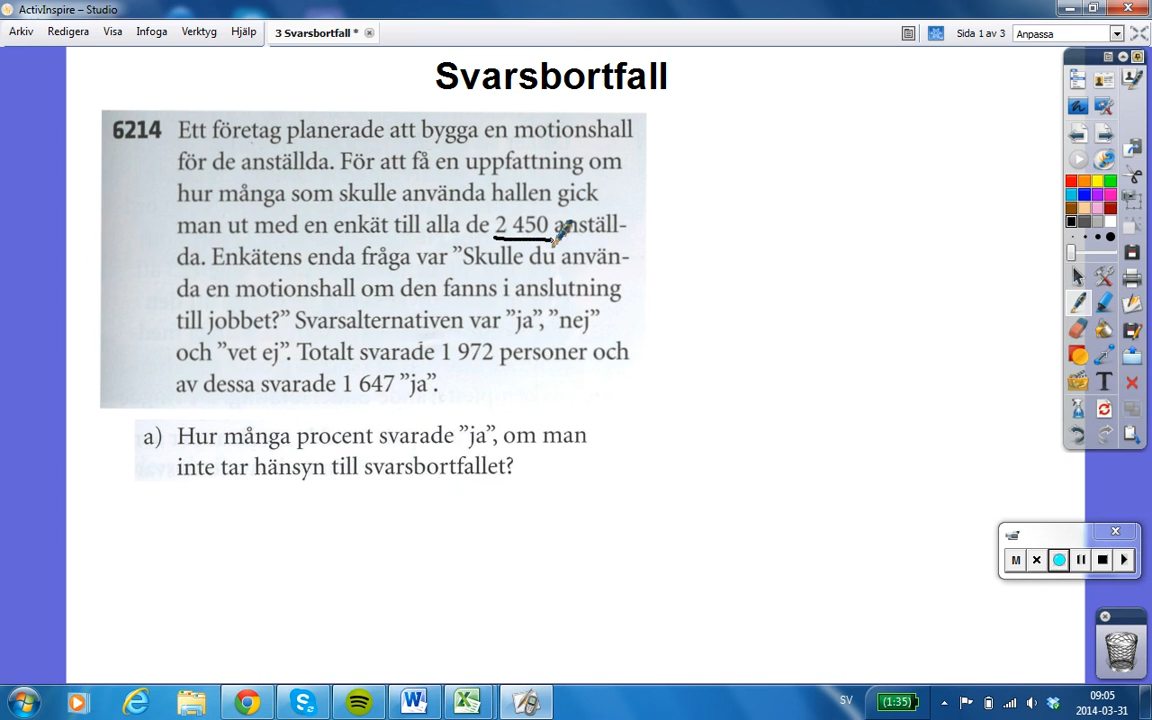 ActivInspire – Studio
Arkiv Redigera Visa Infoga Verktyg Hjälp 3 Svarsbortfall * Sida 1 av 3 Anpassa
Svarsbortfall
6214 Ett företag planerade att bygga en motionshall
för de anställda. För att få en uppfattning om
hur många som skulle använda hallen gick
man ut med en enkät till alla de 2 450 anställ-
da. Enkätens enda fråga var ”Skulle du använ-
da en motionshall om den fanns i anslutning
till jobbet?” Svarsalternativen var ”ja”, ”nej”
och ”vet ej”. Totalt svarade 1 972 personer och
av dessa svarade 1 647 ”ja”.
a) Hur många procent svarade ”ja”, om man
inte tar hänsyn till svarsbortfallet?
M
SV (1:35) 09:05
2014-03-31